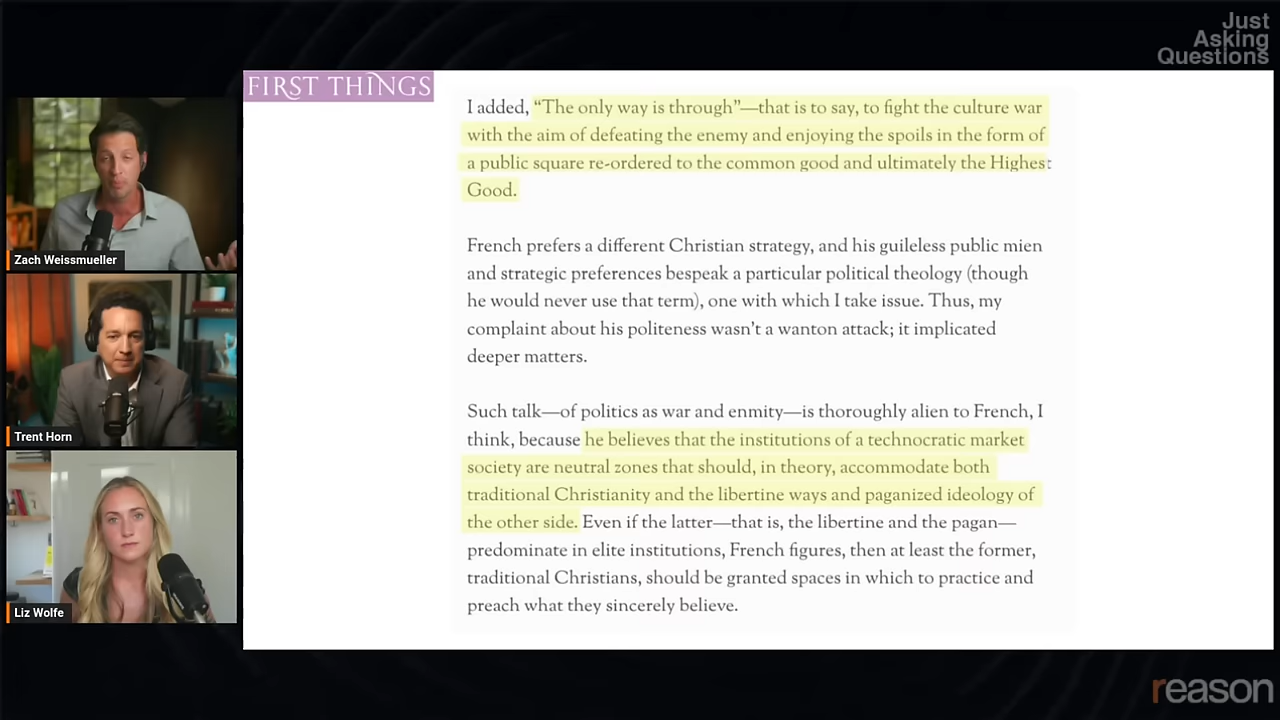 Just
Asking
Questions
FIRST THINGS
I added, “The only way is through”—that is to say, to fight the culture war
with the aim of defeating the enemy and enjoying the spoils in the form of
a public square re-ordered to the common good and ultimately the Highest
Good.
French prefers a different Christian strategy, and his guileless public mien
and strategic preferences bespeak a particular political theology (though
he would never use that term), one with which I take issue. Thus, my
complaint about his politeness wasn’t a wanton attack; it implicated
deeper matters.
Such talk—of politics as war and enmity—is thoroughly alien to French, I
think, because he believes that the institutions of a technocratic market
society are neutral zones that should, in theory, accommodate both
traditional Christianity and the libertine ways and paganized ideology of
the other side. Even if the latter—that is, the libertine and the pagan—
predominate in elite institutions, French figures, then at least the former,
traditional Christians, should be granted spaces in which to practice and
preach what they sincerely believe.
Zach Weissmueller
Trent Horn
Liz Wolfe
reason